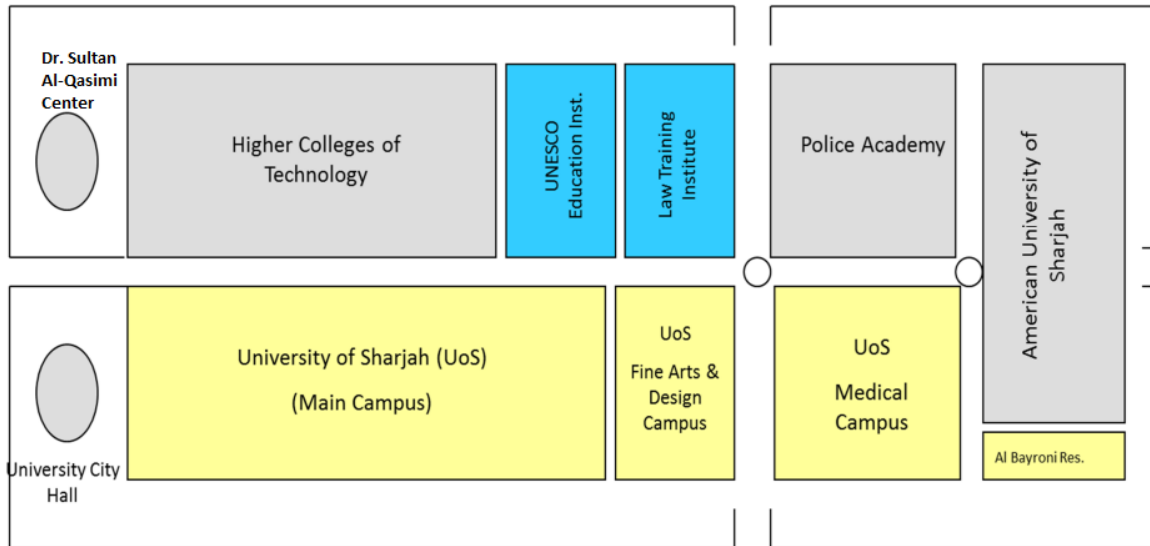 Dr. Sultan
Al-Qasimi
Center
Higher Colleges of
Technology
UNESCO
Education Inst.
Law Training
Institute
Police Academy
American University of
Sharjah
University of Sharjah (UoS)
(Main Campus)
UoS
Fine Arts &
Design
Campus
UoS
Medical
Campus
Al Bayroni Res.
University City
Hall